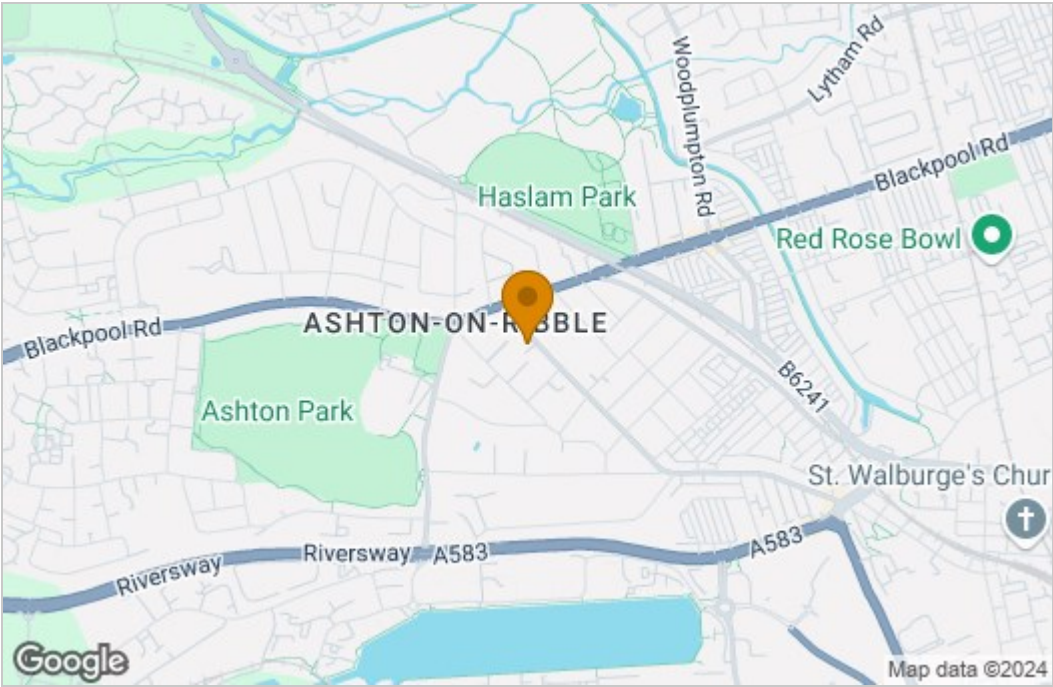 Woodplumpton Rd
Lytham Rd
Blackpool Rd
Haslam Park
Red Rose Bowl
ASHTON-ON-RIBBLE
Blackpool Rd
Ashton Park
B6241
St. Walburge's Chur
Riversway
A583
A583
Riversway
Google
Map data ©2024